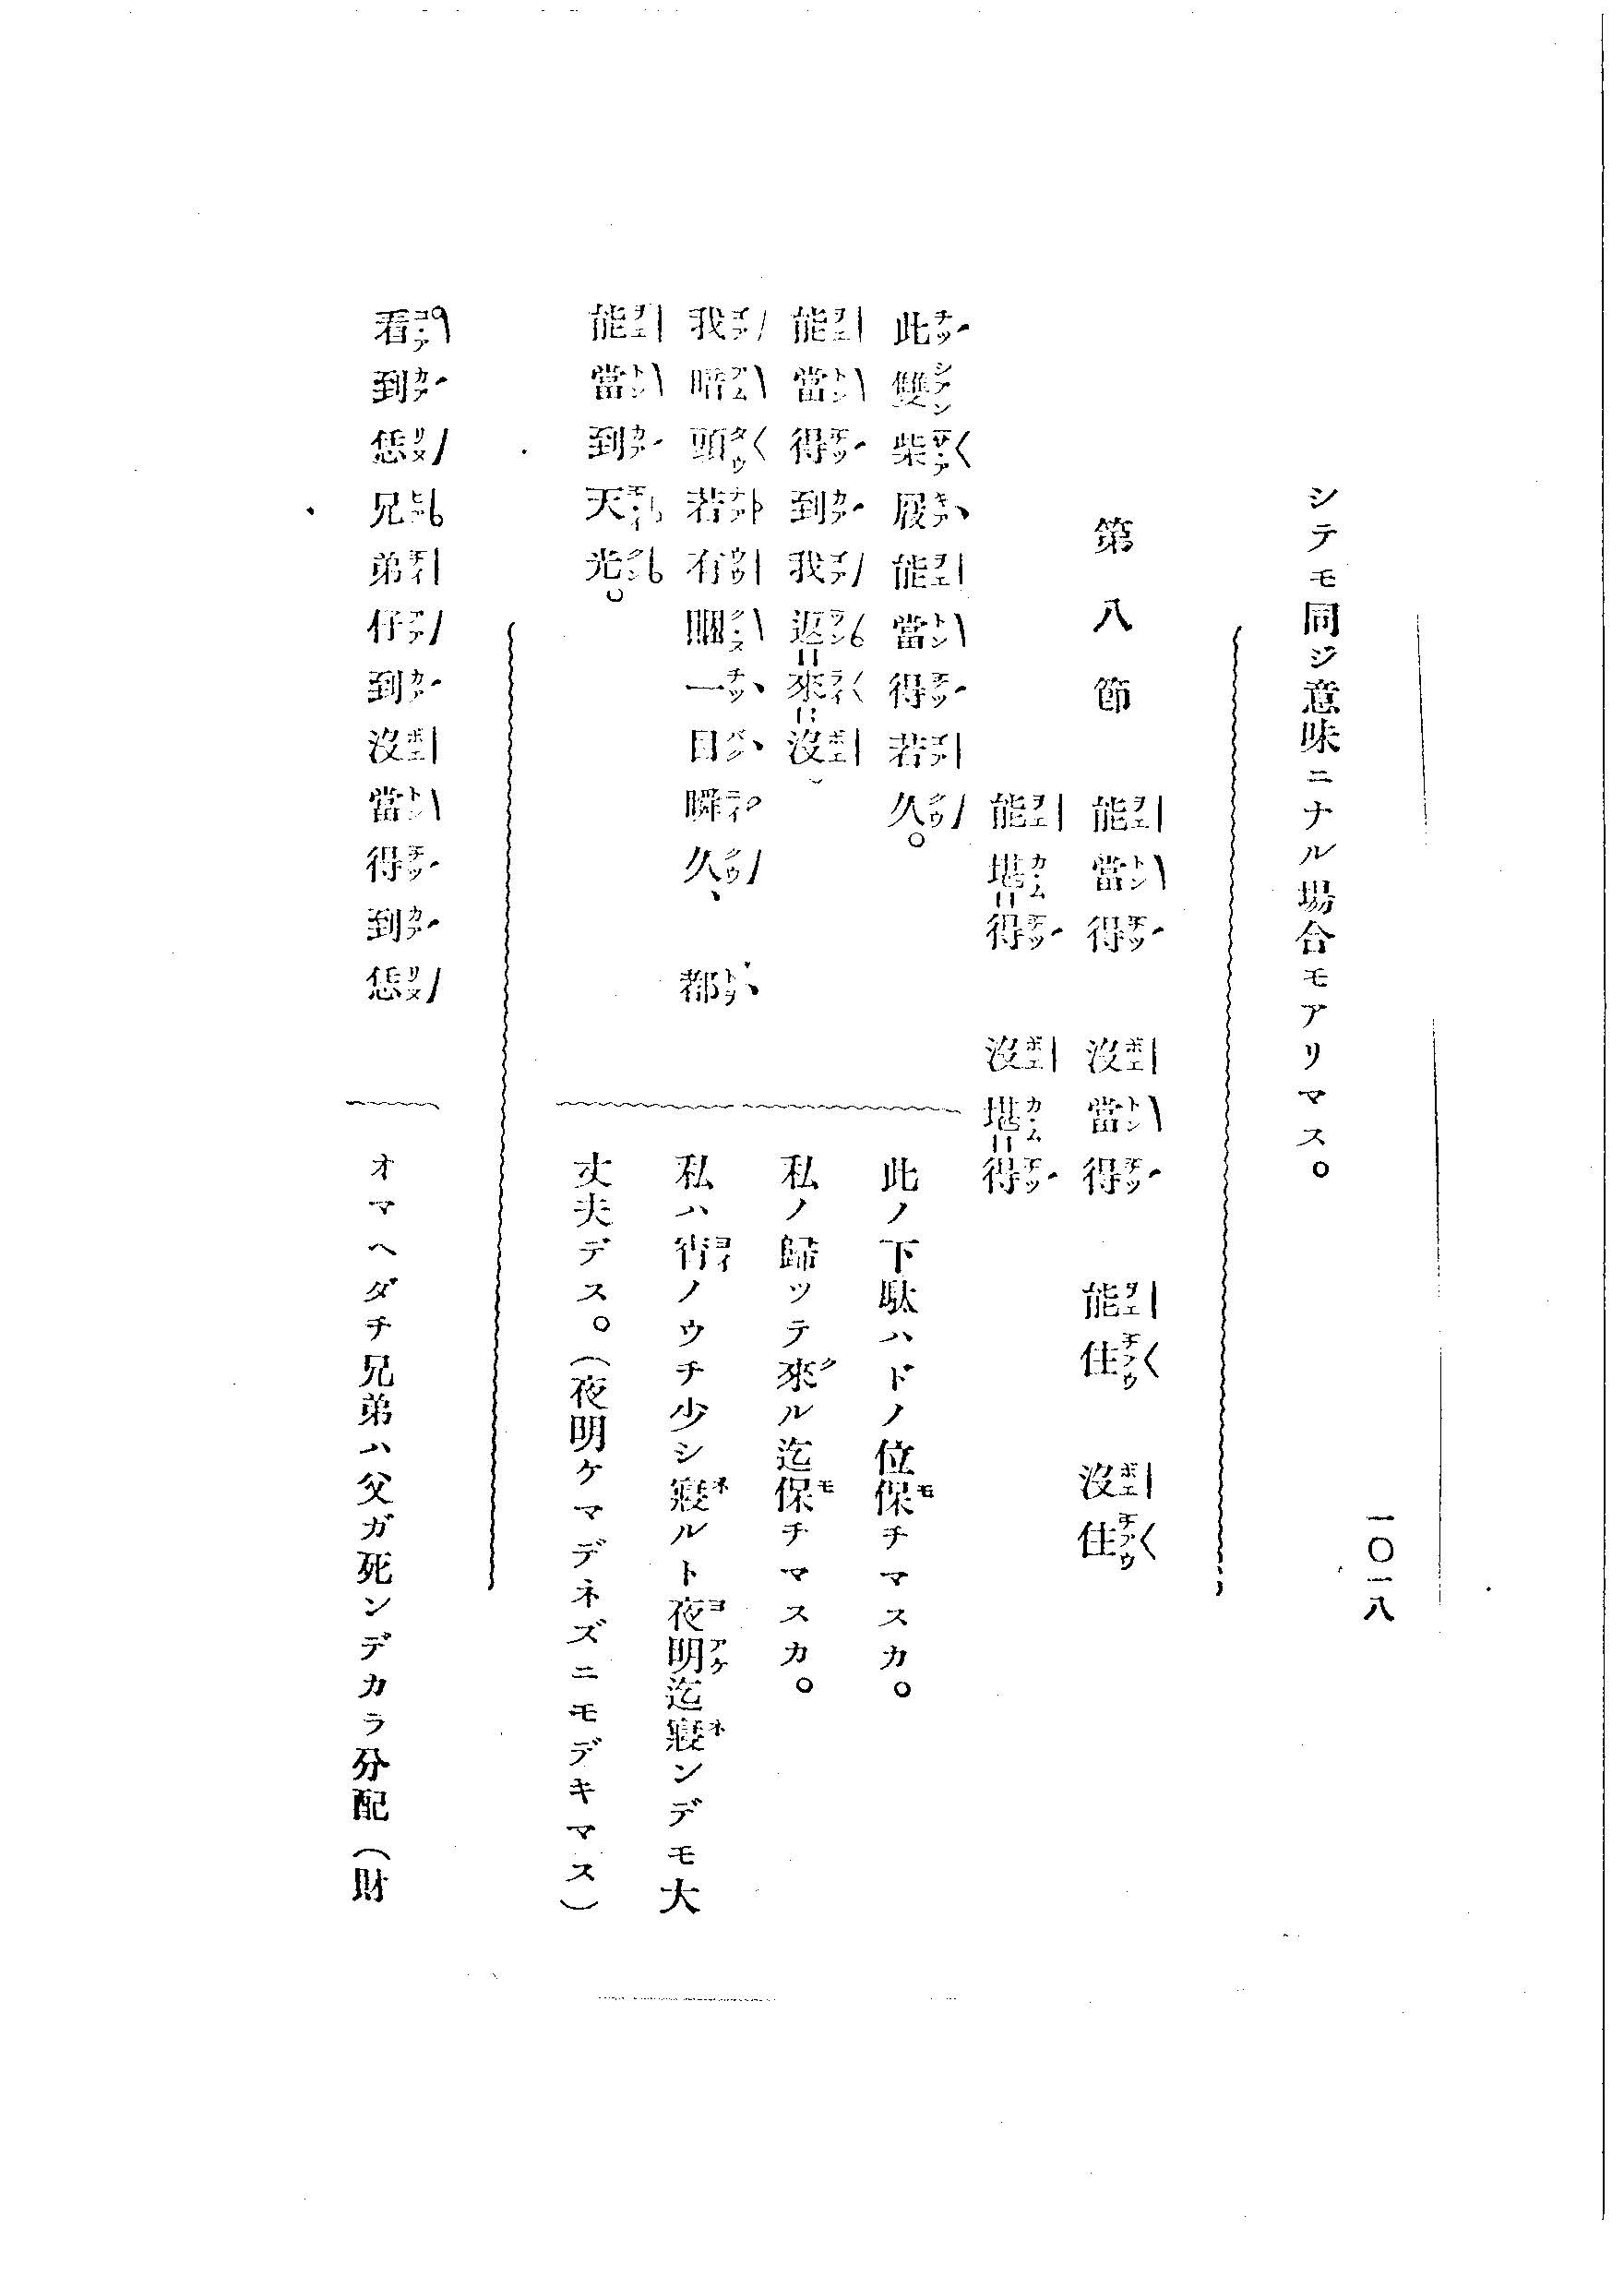 一〇一八
シテモ同ジ意味ニナル場合モアリマス。
第八節 能當得 沒當得 能住 沒住
能堪得 沒堪得
此雙柴屐能當得若久。 此ノ下駄ハドノ位保チマスカ。
能當得到我返來沒 私ノ歸ッテ來ル迄保チマスカ。
我暗頭若有睏一目瞬久、都 私ハ宵ノウチ少シ寢ルト夜明迄寢ンデモ大
能當到天光。 丈夫デス。(夜明ケマデネズニモデキマス)
看到恁兄弟仔到沒當得到恁 オマヘダチ兄弟ハ父ガ死ンデカラ分配(財